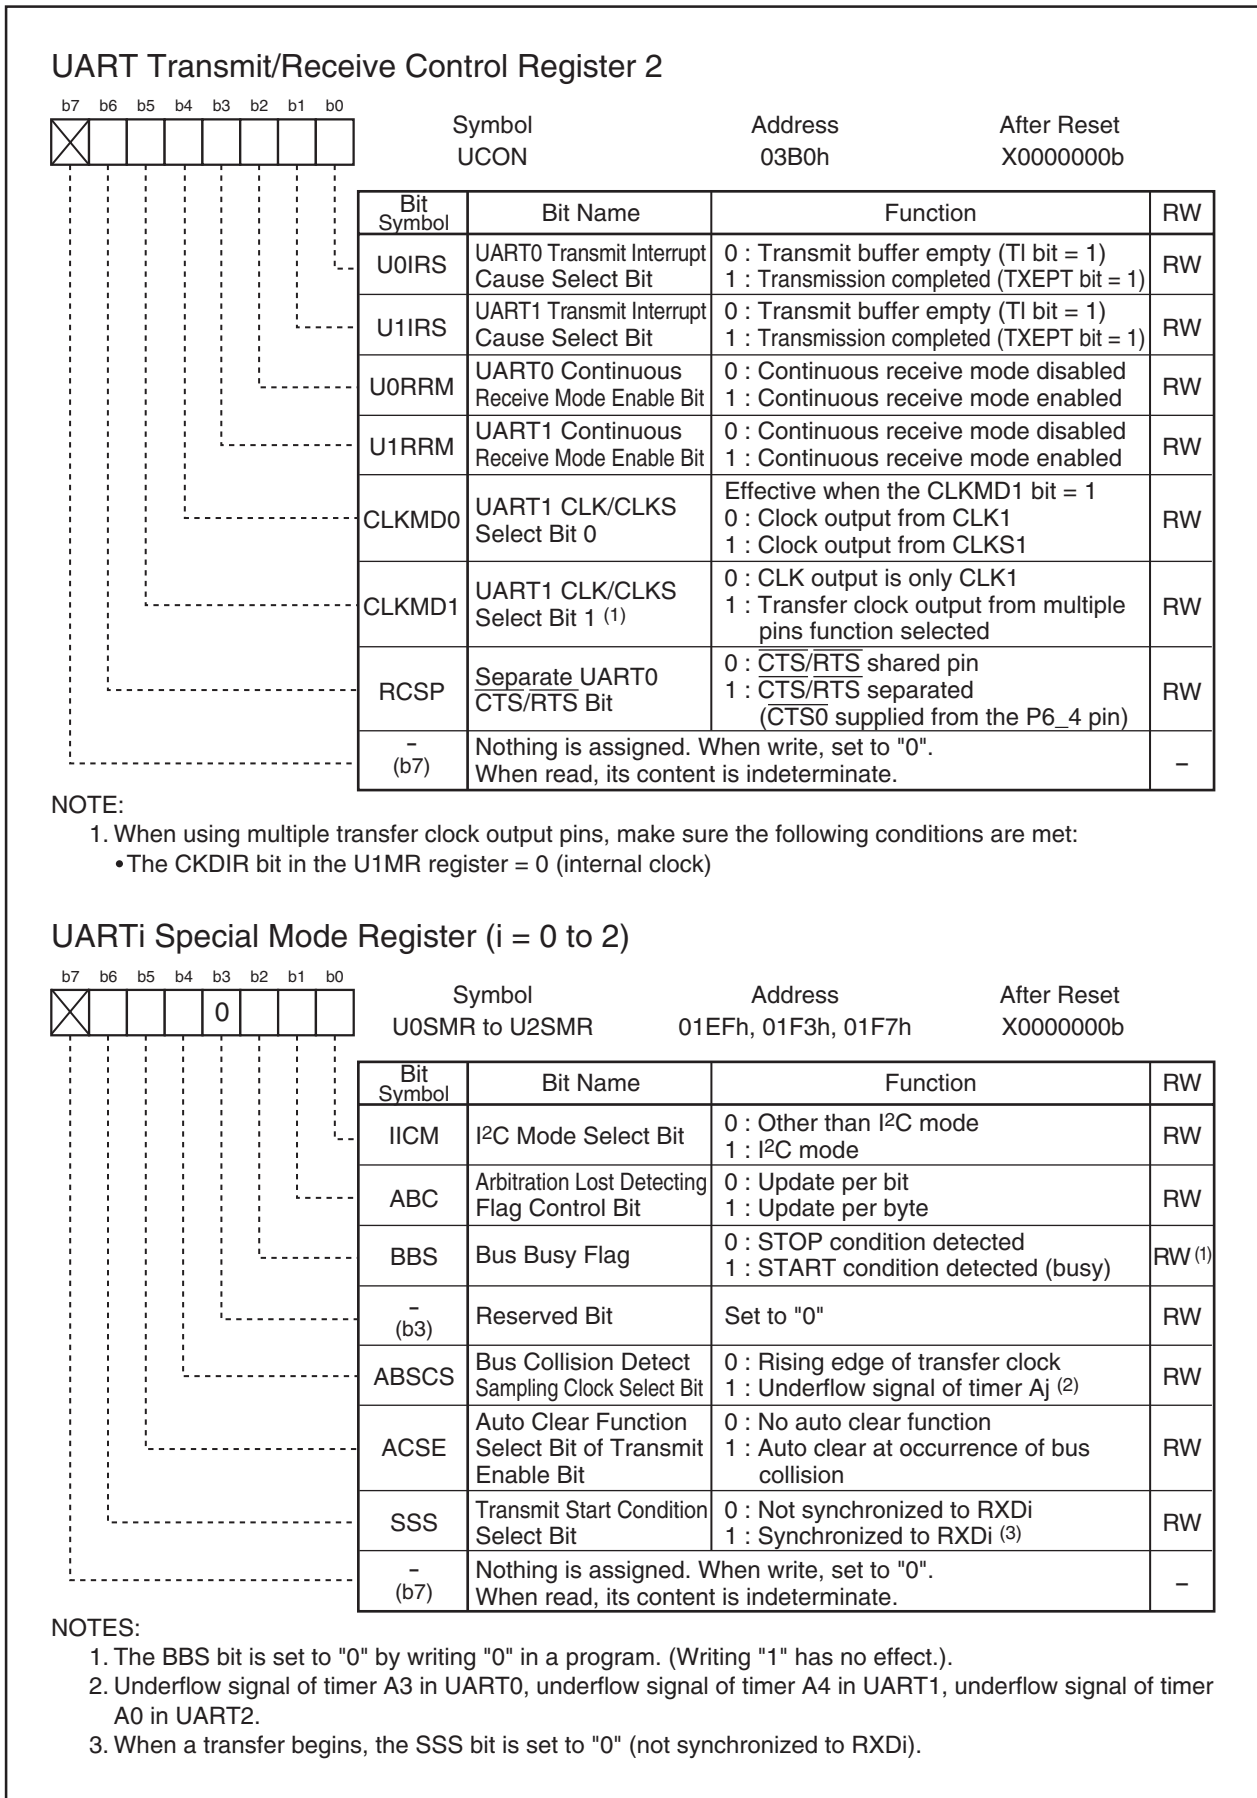 UART Transmit/Receive Control Register 2
b7 b6 b5 b4 b3 b2 b1 b0
Symbol Address After Reset
UCON 03B0h X0000000b
Bit Symbol Bit Name Function RW
U0IRS UART0 Transmit Interrupt Cause Select Bit 0 : Transmit buffer empty (TI bit = 1) RW
1 : Transmission completed (TXEPT bit = 1)
U1IRS UART1 Transmit Interrupt Cause Select Bit 0 : Transmit buffer empty (TI bit = 1) RW
1 : Transmission completed (TXEPT bit = 1)
U0RRM UART0 Continuous Receive Mode Enable Bit 0 : Continuous receive mode disabled RW
1 : Continuous receive mode enabled
U1RRM UART1 Continuous Receive Mode Enable Bit 0 : Continuous receive mode disabled RW
1 : Continuous receive mode enabled
CLKMD0 UART1 CLK/CLKS Select Bit 0 Effective when the CLKMD1 bit = 1 RW
0 : Clock output from CLK1
1 : Clock output from CLKS1
CLKMD1 UART1 CLK/CLKS Select Bit 1 (1) 0 : CLK output is only CLK1 RW
1 : Transfer clock output from multiple
pins function selected
RCSP Separate UART0 CTS/RTS Bit 0 : CTS/RTS shared pin RW
1 : CTS/RTS separated
(CTS0 supplied from the P6_4 pin)
– (b7) Nothing is assigned. When write, set to "0". –
When read, its content is indeterminate.
NOTE:
1. When using multiple transfer clock output pins, make sure the following conditions are met:
•The CKDIR bit in the U1MR register = 0 (internal clock)
UARTi Special Mode Register (i = 0 to 2)
b7 b6 b5 b4 b3 b2 b1 b0
0
Symbol Address After Reset
U0SMR to U2SMR 01EFh, 01F3h, 01F7h X0000000b
Bit Symbol Bit Name Function RW
IICM I2C Mode Select Bit 0 : Other than I2C mode RW
1 : I2C mode
ABC Arbitration Lost Detecting Flag Control Bit 0 : Update per bit RW
1 : Update per byte
BBS Bus Busy Flag 0 : STOP condition detected RW (1)
1 : START condition detected (busy)
– (b3) Reserved Bit Set to "0" RW
ABSCS Bus Collision Detect Sampling Clock Select Bit 0 : Rising edge of transfer clock RW
1 : Underflow signal of timer Aj (2)
ACSE Auto Clear Function Select Bit of Transmit Enable Bit 0 : No auto clear function RW
1 : Auto clear at occurrence of bus
collision
SSS Transmit Start Condition Select Bit 0 : Not synchronized to RXDi RW
1 : Synchronized to RXDi (3)
– (b7) Nothing is assigned. When write, set to "0". –
When read, its content is indeterminate.
NOTES:
1. The BBS bit is set to "0" by writing "0" in a program. (Writing "1" has no effect.).
2. Underflow signal of timer A3 in UART0, underflow signal of timer A4 in UART1, underflow signal of timer
A0 in UART2.
3. When a transfer begins, the SSS bit is set to "0" (not synchronized to RXDi).